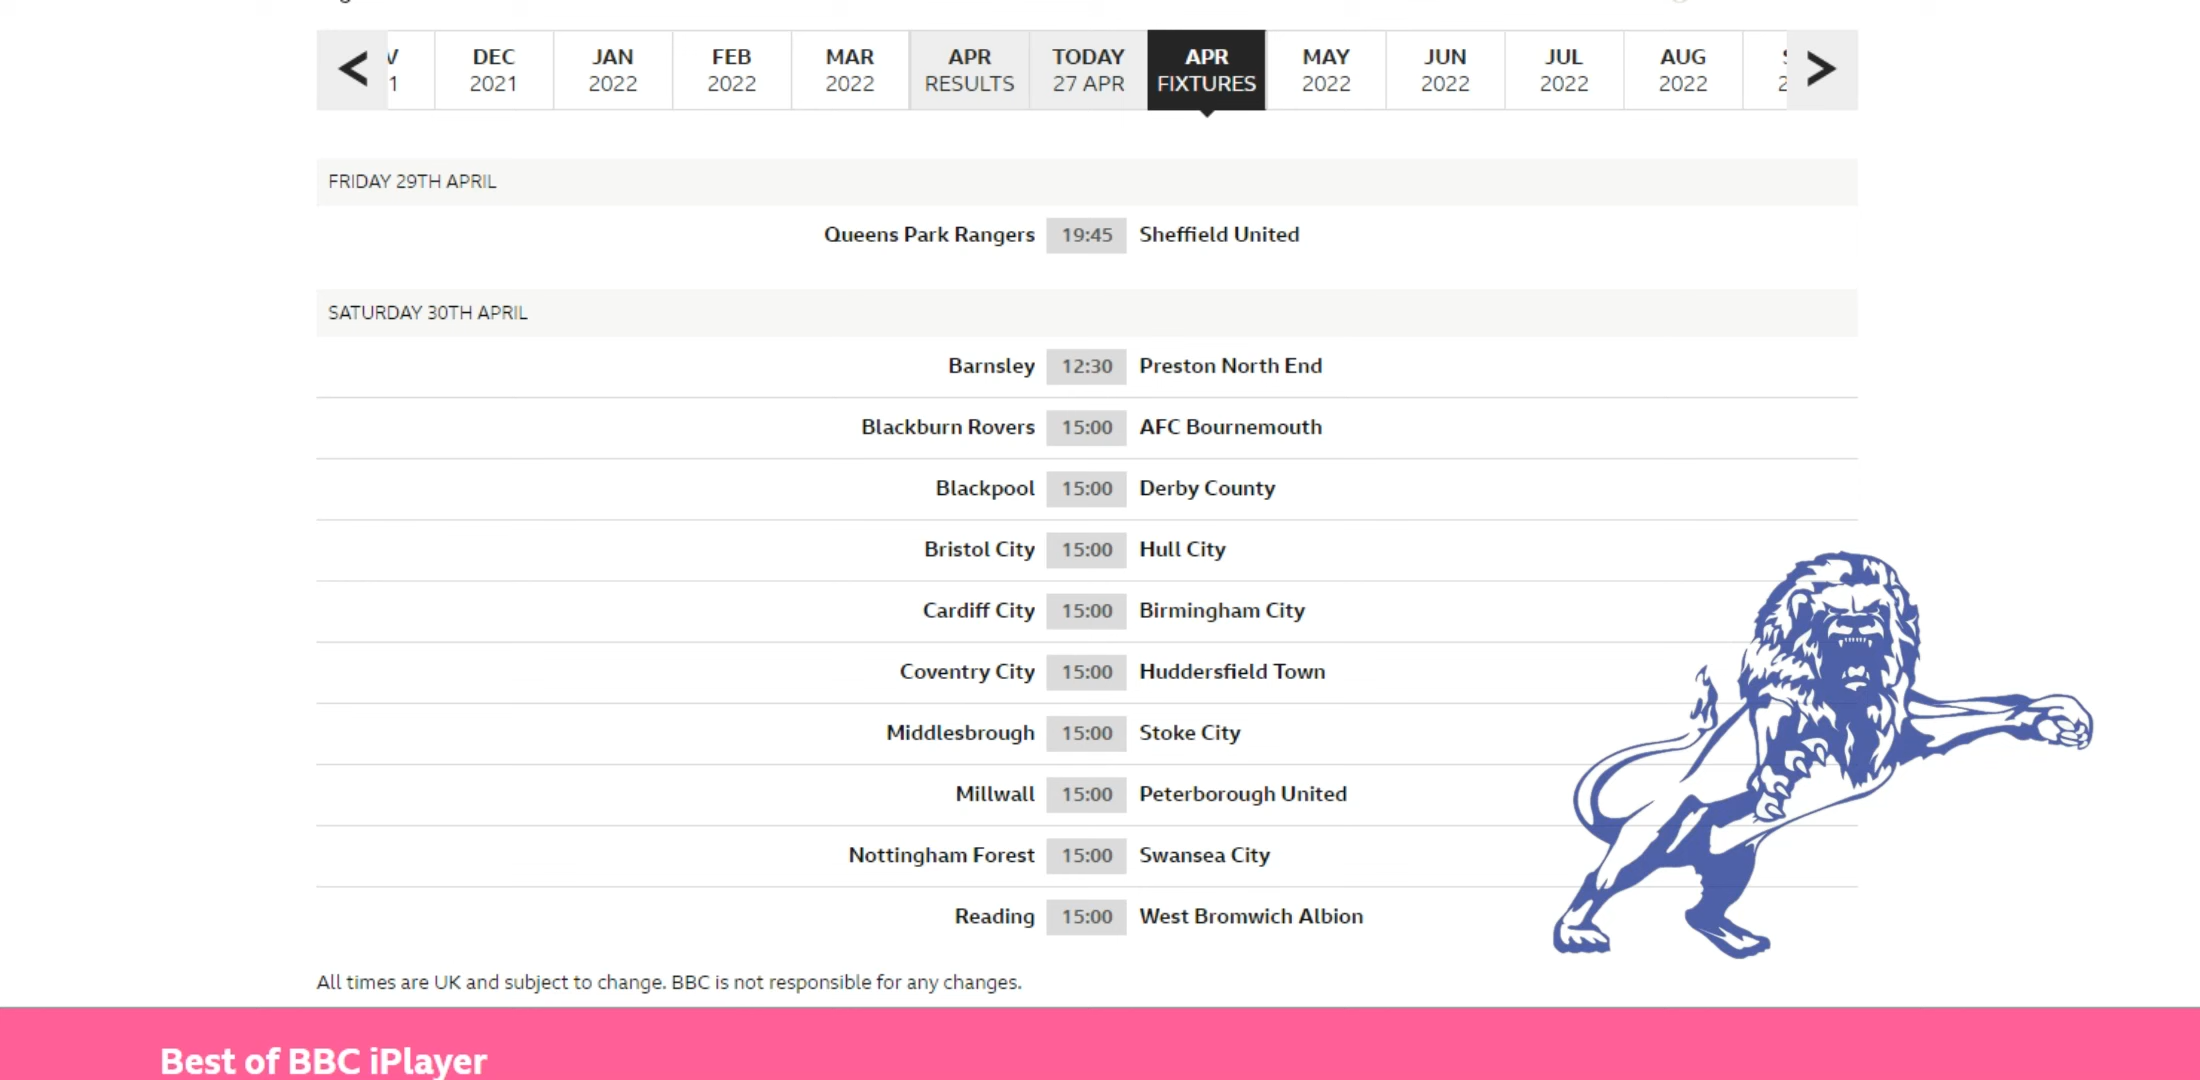 DEC JAN FEB MAR APR TODAY APR MAY JUN JUL AUG
1 2021 2022 2022 2022 RESULTS 27 APR FIXTURES 2022 2022 2022 2022 2
FRIDAY 29TH APRIL
Queens Park Rangers 19:45 Sheffield United
SATURDAY 30TH APRIL
Barnsley 12:30 Preston North End
Blackburn Rovers 15:00 AFC Bournemouth
Blackpool 15:00 Derby County
Bristol City 15:00 Hull City
Cardiff City 15:00 Birmingham City
Coventry City 15:00 Huddersfield Town
Middlesbrough 15:00 Stoke City
Millwall 15:00 Peterborough United
Nottingham Forest 15:00 Swansea City
Reading 15:00 West Bromwich Albion
All times are UK and subject to change. BBC is not responsible for any changes.
Best of BBC iPlayer